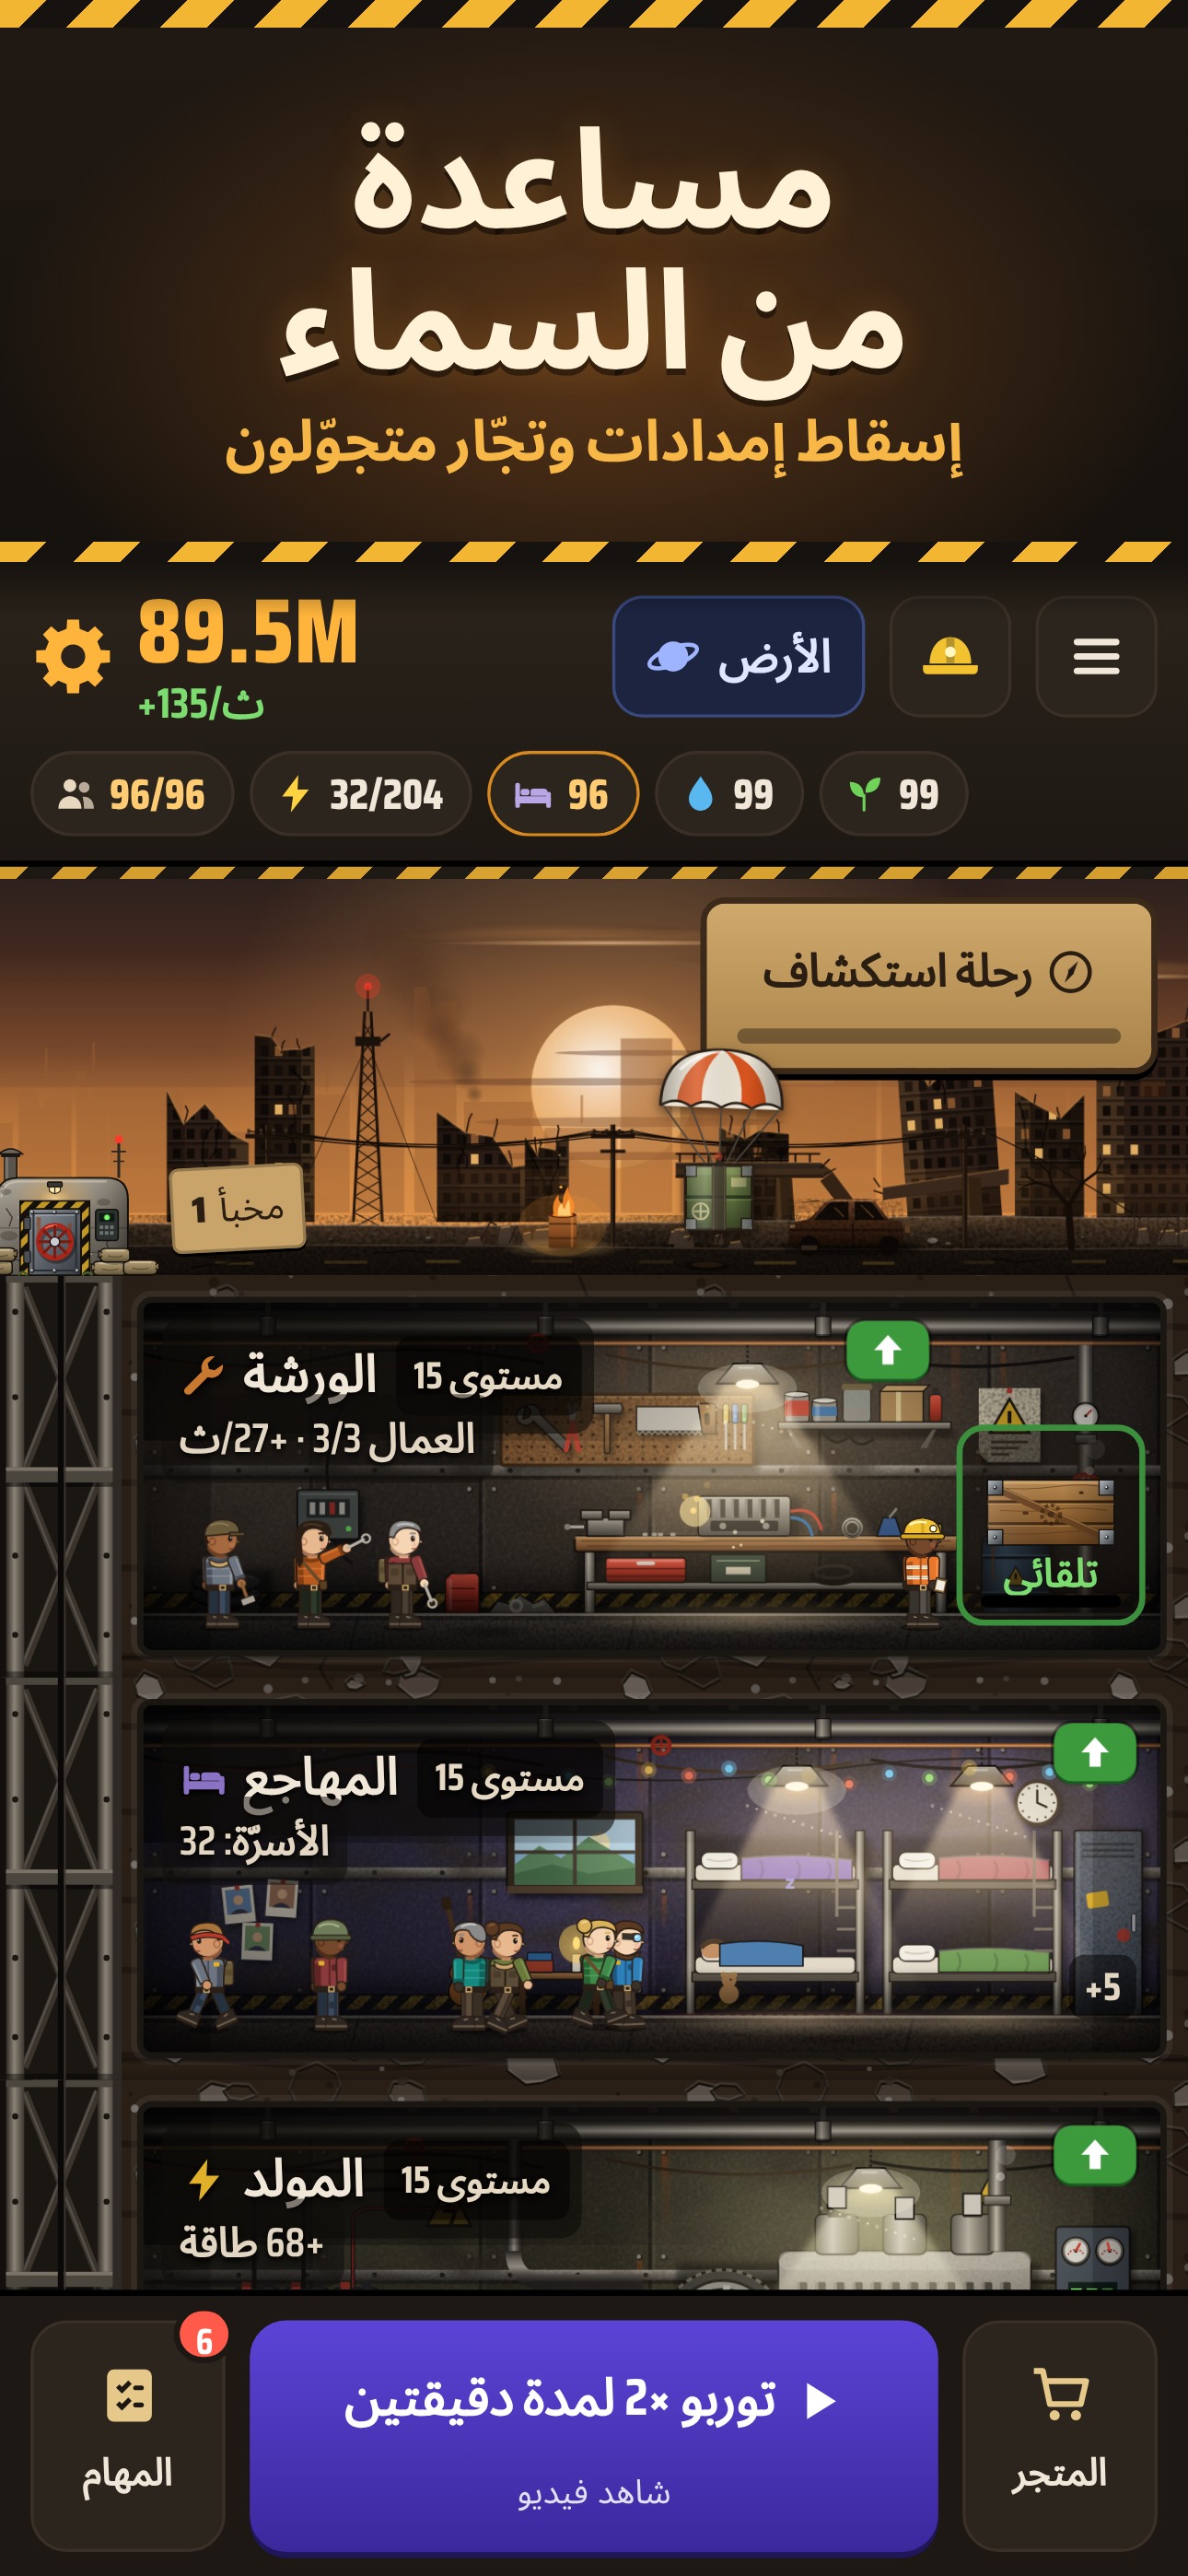 مساعدة
من السماء
إسقاط إمدادات وتجّار متجوّلون
89.5M
+135/ث
الأرض
96/96
32/204
96
99
99
رحلة استكشاف
مخبأ 1
الورشة مستوى 15
العمال 3/3 · +27/ث
تلقائي
المهاجع مستوى 15
الأسرّة: 32
z
+5
المولد مستوى 15
+68 طاقة
6
المهام
توربو ×2 لمدة دقيقتين
شاهد فيديو
المتجر